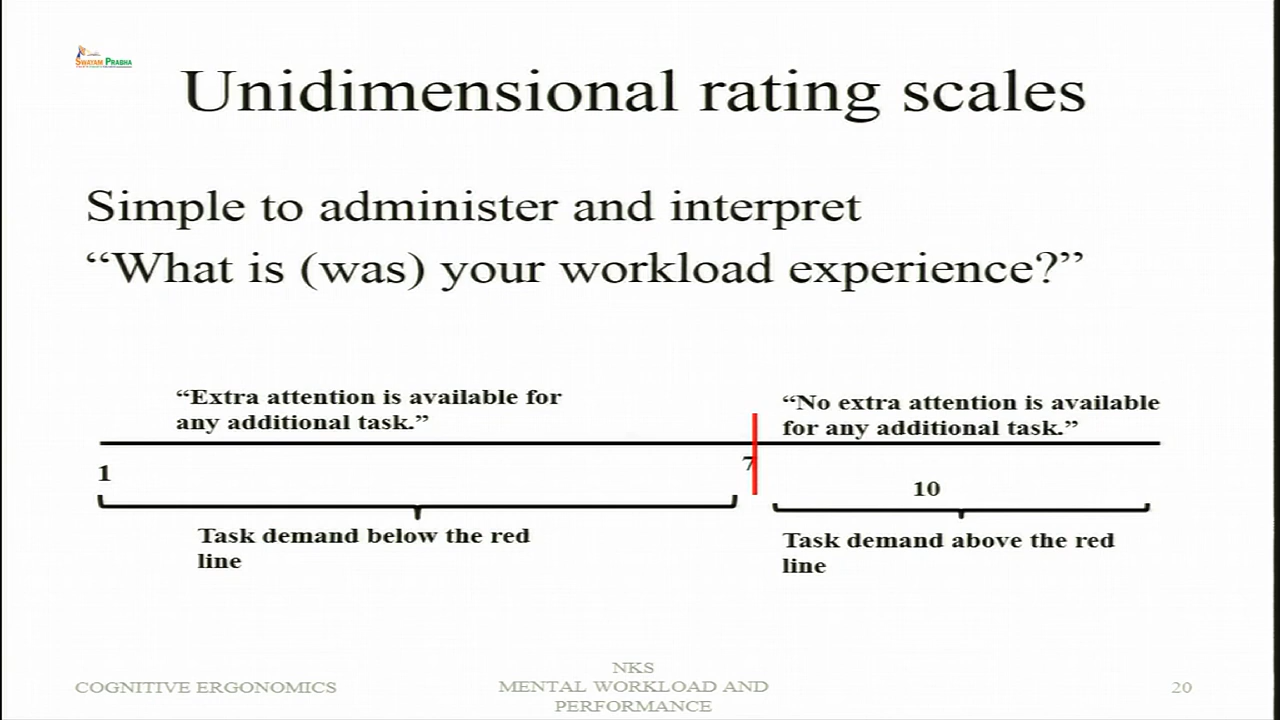 SWAYAM PRABHA
Unidimensional rating scales
Simple to administer and interpret
“What is (was) your workload experience?”
“Extra attention is available for
any additional task.”
“No extra attention is available
for any additional task.”
1
7
10
Task demand below the red
line
Task demand above the red
line
COGNITIVE ERGONOMICS
NKS
MENTAL WORKLOAD AND
PERFORMANCE
20